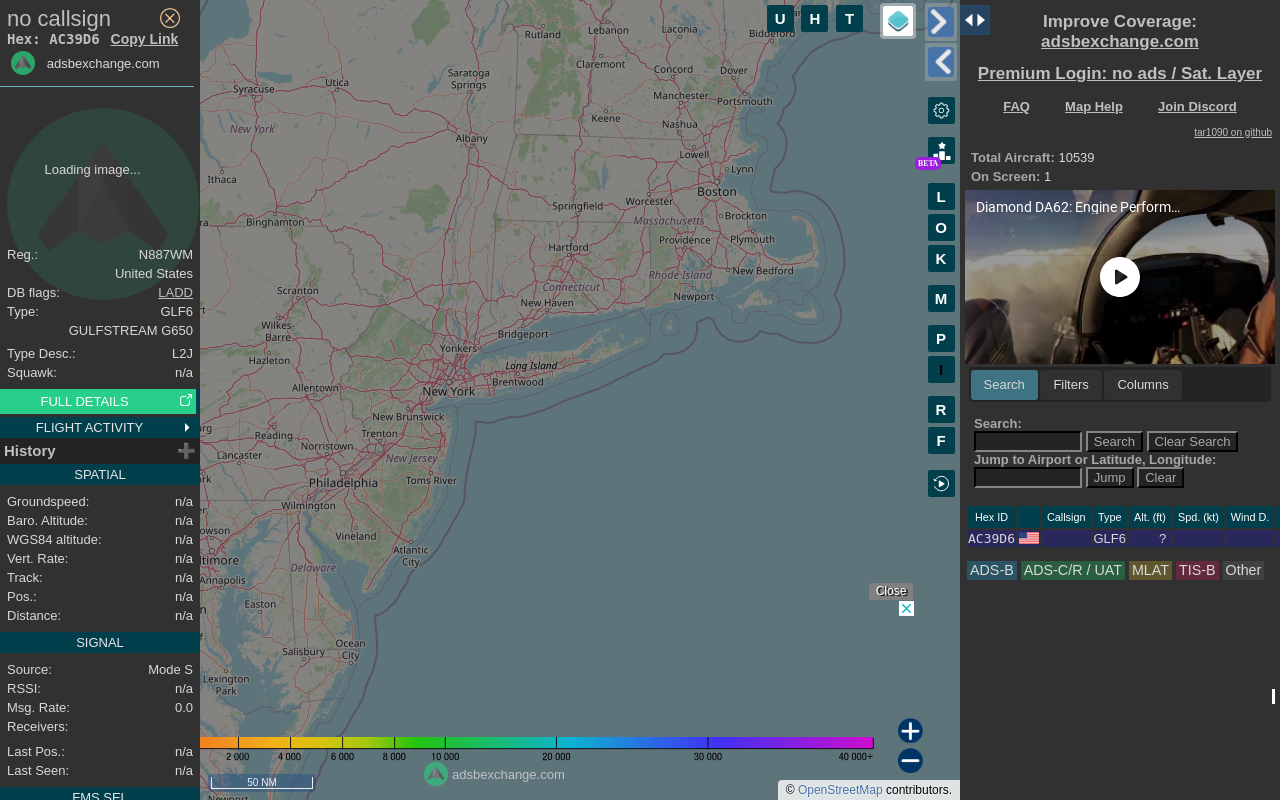 no callsign
Hex: AC39D6 Copy Link
adsbexchange.com
Loading image...
Reg.: N887WM
United States
DB flags: LADD
Type: GLF6
GULFSTREAM G650
Type Desc.: L2J
Squawk: n/a
FULL DETAILS
FLIGHT ACTIVITY
History
SPATIAL
Groundspeed: n/a
Baro. Altitude: n/a
WGS84 altitude: n/a
Vert. Rate: n/a
Track: n/a
Pos.: n/a
Distance: n/a
SIGNAL
Source: Mode S
RSSI: n/a
Msg. Rate: 0.0
Receivers:
Last Pos.: n/a
Last Seen: n/a
FMS SEL
U H T
Rutland
Lebanon
Laconia
Biddeford
Claremont
Concord
Dover
Saratoga
Springs
Utica
Syracuse
Manchester
Portsmouth
Keene
Nashua
New York
Albany
Lowell
Lynn
Ithaca
Boston
Worcester
Springfield
Binghamton
Massachusetts
Brockton
Hartford
Providence
Plymouth
Rhode Island
New Bedford
Scranton
Connecticut
Newport
New Haven
Wilkes-
Barre
Bridgeport
Yonkers
Hazleton
Long Island
Brentwood
Allentown
New York
New Brunswick
Reading
Trenton
Norristown
Lancaster
New Jersey
Philadelphia
Toms River
Wilmington
Vineland
Atlantic
City
Delaware
Annapolis
Easton
Ocean
City
Salisbury
Lexington
Park
Newport
L
O
K
M
P
I
R
F
BETA
Close
2 000 4 000 6 000 8 000 10 000 20 000 30 000 40 000+
adsbexchange.com
50 NM
© OpenStreetMap contributors.
Improve Coverage:
adsbexchange.com
Premium Login: no ads / Sat. Layer
FAQ Map Help Join Discord
tar1090 on github
Total Aircraft: 10539
On Screen: 1
Diamond DA62: Engine Perform...
Search Filters Columns
Search:
Search Clear Search
Jump to Airport or Latitude, Longitude:
Jump Clear
Hex ID Callsign Type Alt. (ft) Spd. (kt) Wind D.
AC39D6 GLF6 ?
ADS-B ADS-C/R / UAT MLAT TIS-B Other